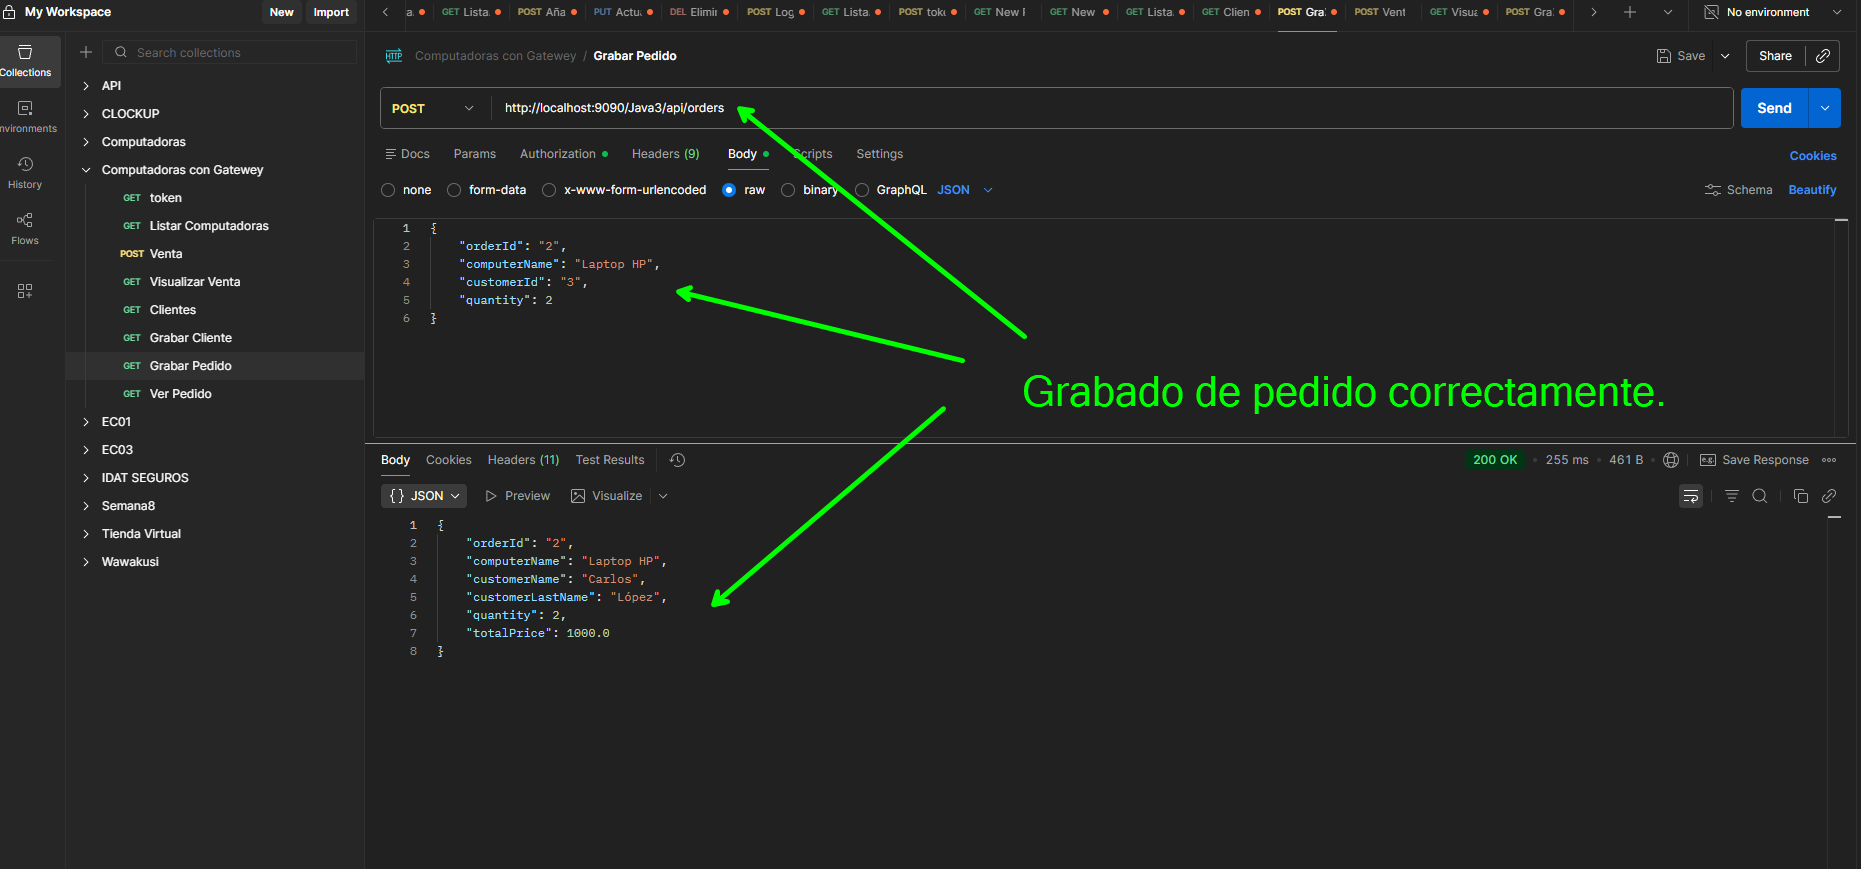 My Workspace
New
Import
GET Lista
POST Aña
PUT Actua
DEL Elimin
POST Log
GET Lista
POST toke
GET New
GET New
GET Lista
GET Clien
POST Gra
POST Vent
GET Visua
POST Gra
No environment
Collections
nvironments
History
Flows
Search collections
API
CLOCKUP
Computadoras
Computadoras con Gatewey
GET token
GET Listar Computadoras
POST Venta
GET Visualizar Venta
GET Clientes
GET Grabar Cliente
GET Grabar Pedido
GET Ver Pedido
EC01
EC03
IDAT SEGUROS
Semana8
Tienda Virtual
Wawakusi
HTTP Computadoras con Gatewey / Grabar Pedido
Save
Share
POST http://localhost:9090/Java3/api/orders
Send
Docs Params Authorization Headers (9) Body Scripts Settings
Cookies
none form-data x-www-form-urlencoded raw binary GraphQL JSON
Schema Beautify
1 {
2 "orderId": "2",
3 "computerName": "Laptop HP",
4 "customerId": "3",
5 "quantity": 2
6 }
Grabado de pedido correctamente.
Body Cookies Headers (11) Test Results
200 OK • 255 ms • 461 B
e.g. Save Response
{} JSON Preview Visualize
1 {
2 "orderId": "2",
3 "computerName": "Laptop HP",
4 "customerName": "Carlos",
5 "customerLastName": "López",
6 "quantity": 2,
7 "totalPrice": 1000.0
8 }